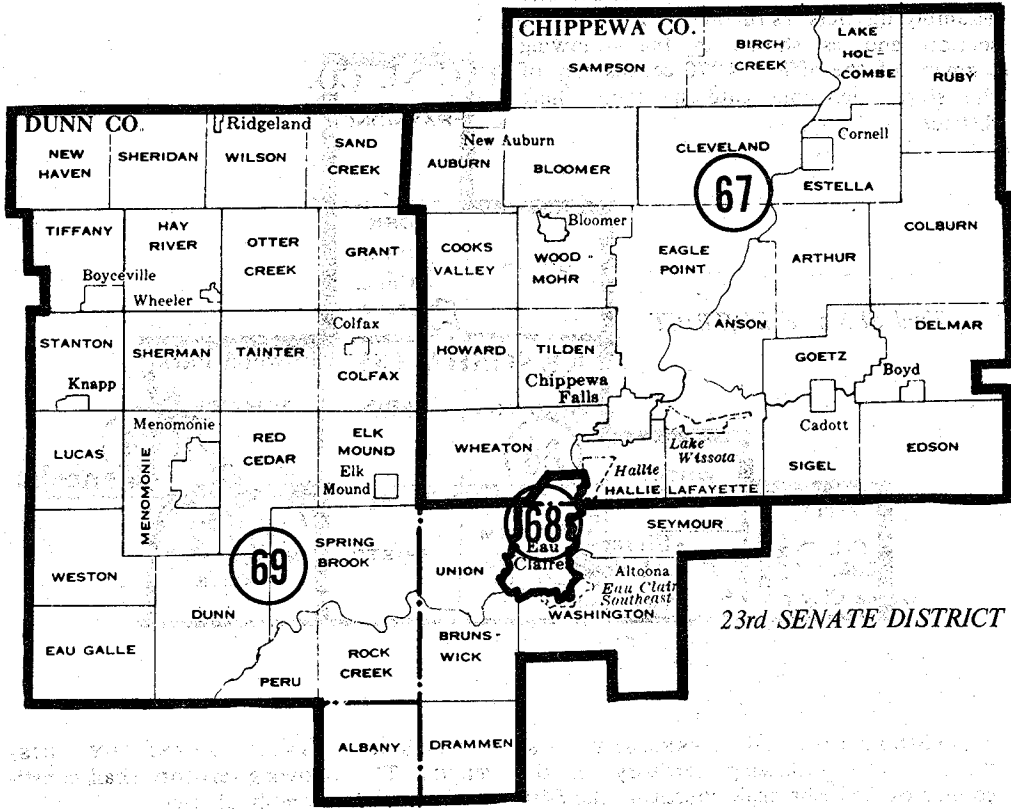 CHIPPEWA CO.
SAMPSON
BIRCH
CREEK
LAKE
HOL-
COMBE
RUBY
DUNN CO.
Ridgeland
NEW
HAVEN
SHERIDAN
WILSON
SAND
CREEK
New Auburn
AUBURN
BLOOMER
CLEVELAND
Cornell
67
ESTELLA
TIFFANY
HAY
RIVER
OTTER
CREEK
GRANT
COOKS
VALLEY
Bloomer
WOOD-
MOHR
EAGLE
POINT
ARTHUR
COLBURN
Boyceville
Wheeler
STANTON
SHERMAN
TAINTER
Colfax
COLFAX
HOWARD
TILDEN
ANSON
GOETZ
DELMAR
Knapp
Chippewa
Falls
Boyd
LUCAS
Menomonie
MENOMONIE
RED
CEDAR
ELK
MOUND
Elk
Mound
WHEATON
Lake
Wissota
Cadott
EDSON
Hallie
HALLIE
LAFAYETTE
SIGEL
68
Eau
Claire
SEYMOUR
WESTON
69
SPRING
BROOK
UNION
Altoona
Eau Clair
Southeast
WASHINGTON
DUNN
23rd SENATE DISTRICT
EAU GALLE
PERU
ROCK
CREEK
BRUNS-
WICK
ALBANY
DRAMMEN